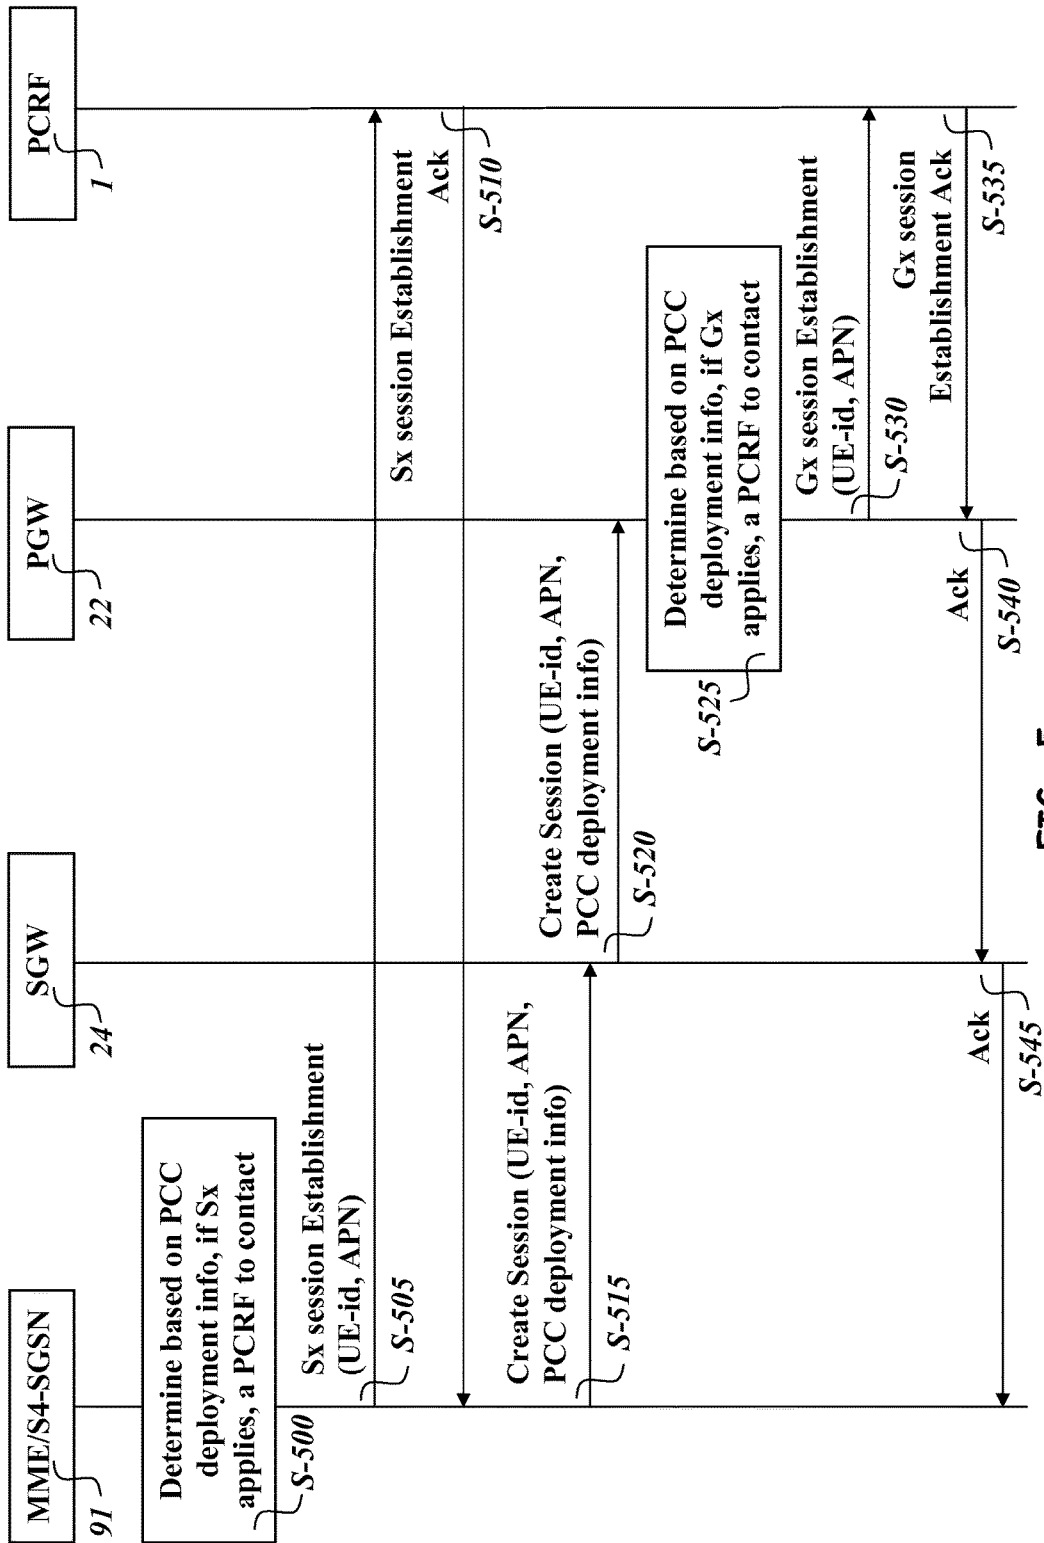 MME/S4-SGSN
91
SGW
24
PGW
22
PCRF
1
Determine based on PCC
deployment info, if Sx
applies, a PCRF to contact
S-500
Sx session Establishment
(UE-id, APN)
S-505
Sx session Establishment
Ack
S-510
Create Session (UE-id, APN,
PCC deployment info)
S-515
Create Session (UE-id, APN,
PCC deployment info)
S-520
Determine based on PCC
deployment info, if Gx
applies, a PCRF to contact
S-525
Gx session Establishment
(UE-id, APN)
S-530
Gx session
Establishment Ack
S-535
Ack
S-540
Ack
S-545